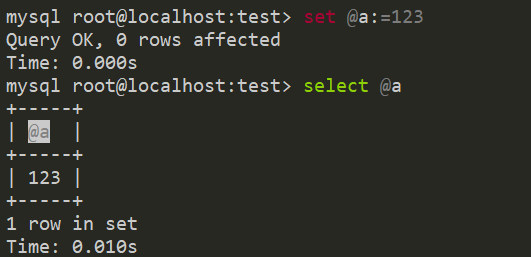 mysql root@localhost:test> set @a:=123
Query OK, 0 rows affected
Time: 0.000s
mysql root@localhost:test> select @a
+-----+
| @a  |
+-----+
| 123 |
+-----+
1 row in set
Time: 0.010s